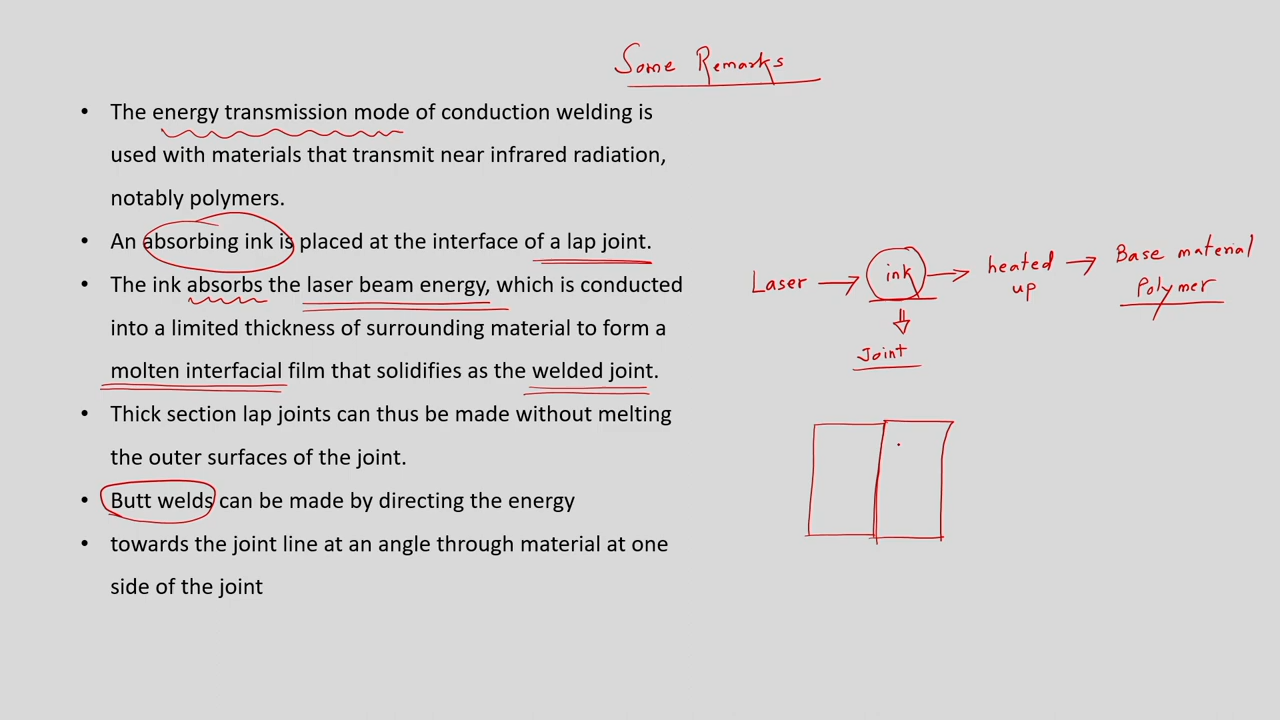 Some Remarks
• The energy transmission mode of conduction welding is
used with materials that transmit near infrared radiation,
notably polymers.
• An absorbing ink is placed at the interface of a lap joint.
• The ink absorbs the laser beam energy, which is conducted
into a limited thickness of surrounding material to form a
molten interfacial film that solidifies as the welded joint.
• Thick section lap joints can thus be made without melting
the outer surfaces of the joint.
• Butt welds can be made by directing the energy
• towards the joint line at an angle through material at one
side of the joint
Laser → ink → heated up → Base material Polymer
⇓
Joint